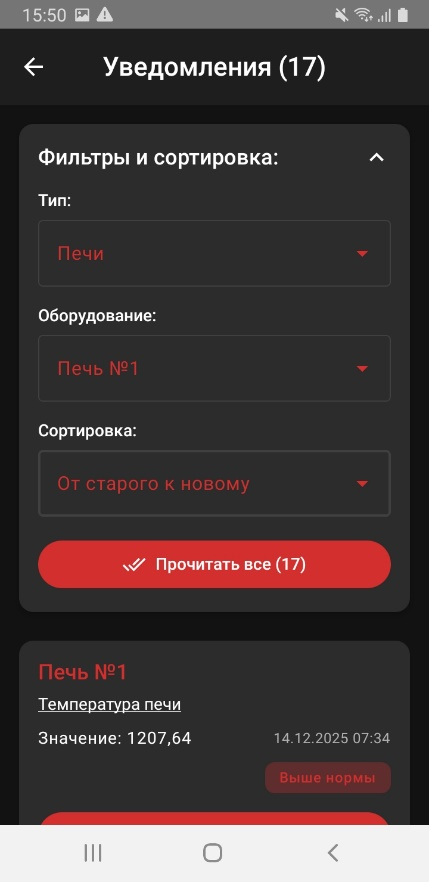 15:50
Уведомления (17)
Фильтры и сортировка:
Тип:
Печи
Оборудование:
Печь №1
Сортировка:
От старого к новому
Прочитать все (17)
Печь №1
Температура печи
Значение: 1207,64
14.12.2025 07:34
Выше нормы